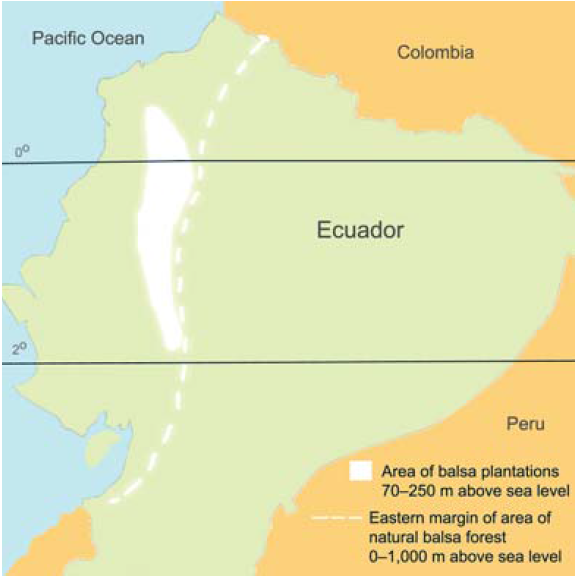 Pacific Ocean
Colombia
0°
Ecuador
2°
Peru
Area of balsa plantations
70–250 m above sea level
Eastern margin of area of
natural balsa forest
0–1,000 m above sea level